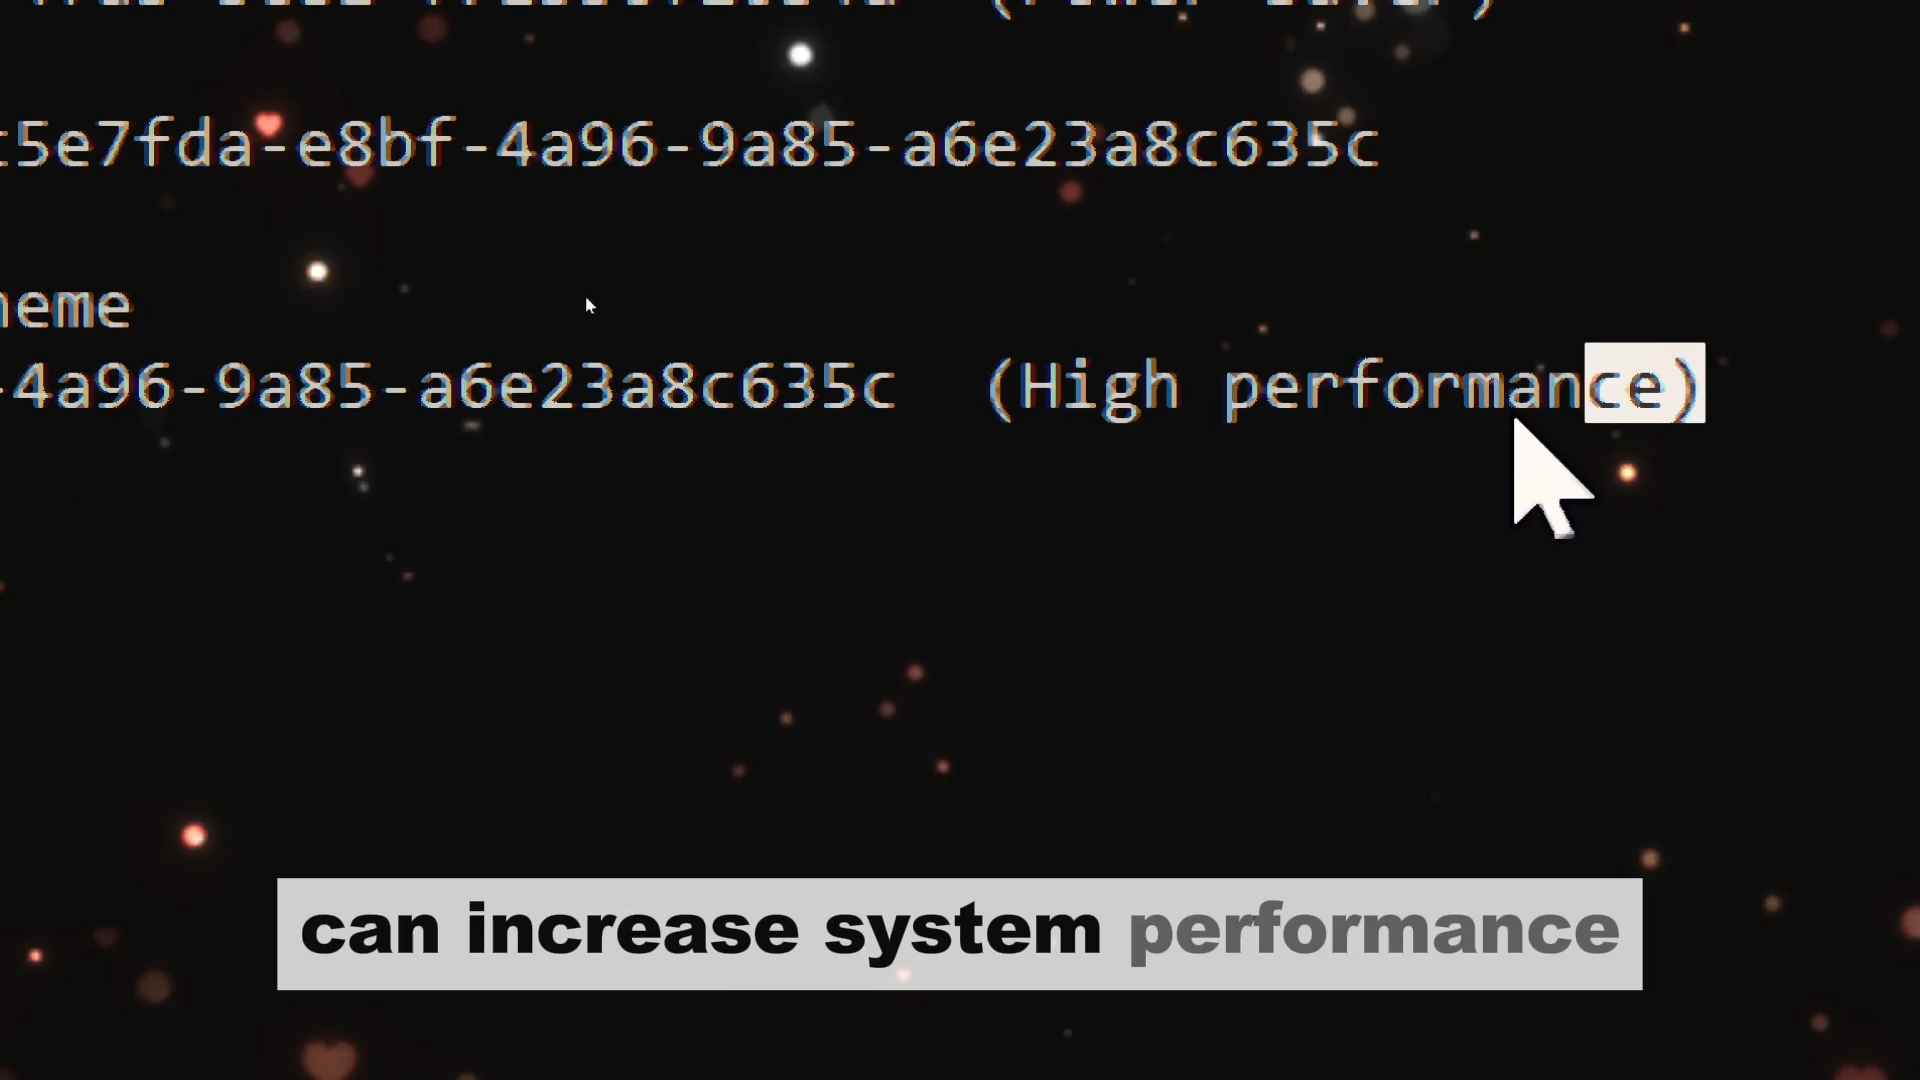 5e7fda-e8bf-4a96-9a85-a6e23a8c635c
eme
-4a96-9a85-a6e23a8c635c (High performance)
can increase system performance